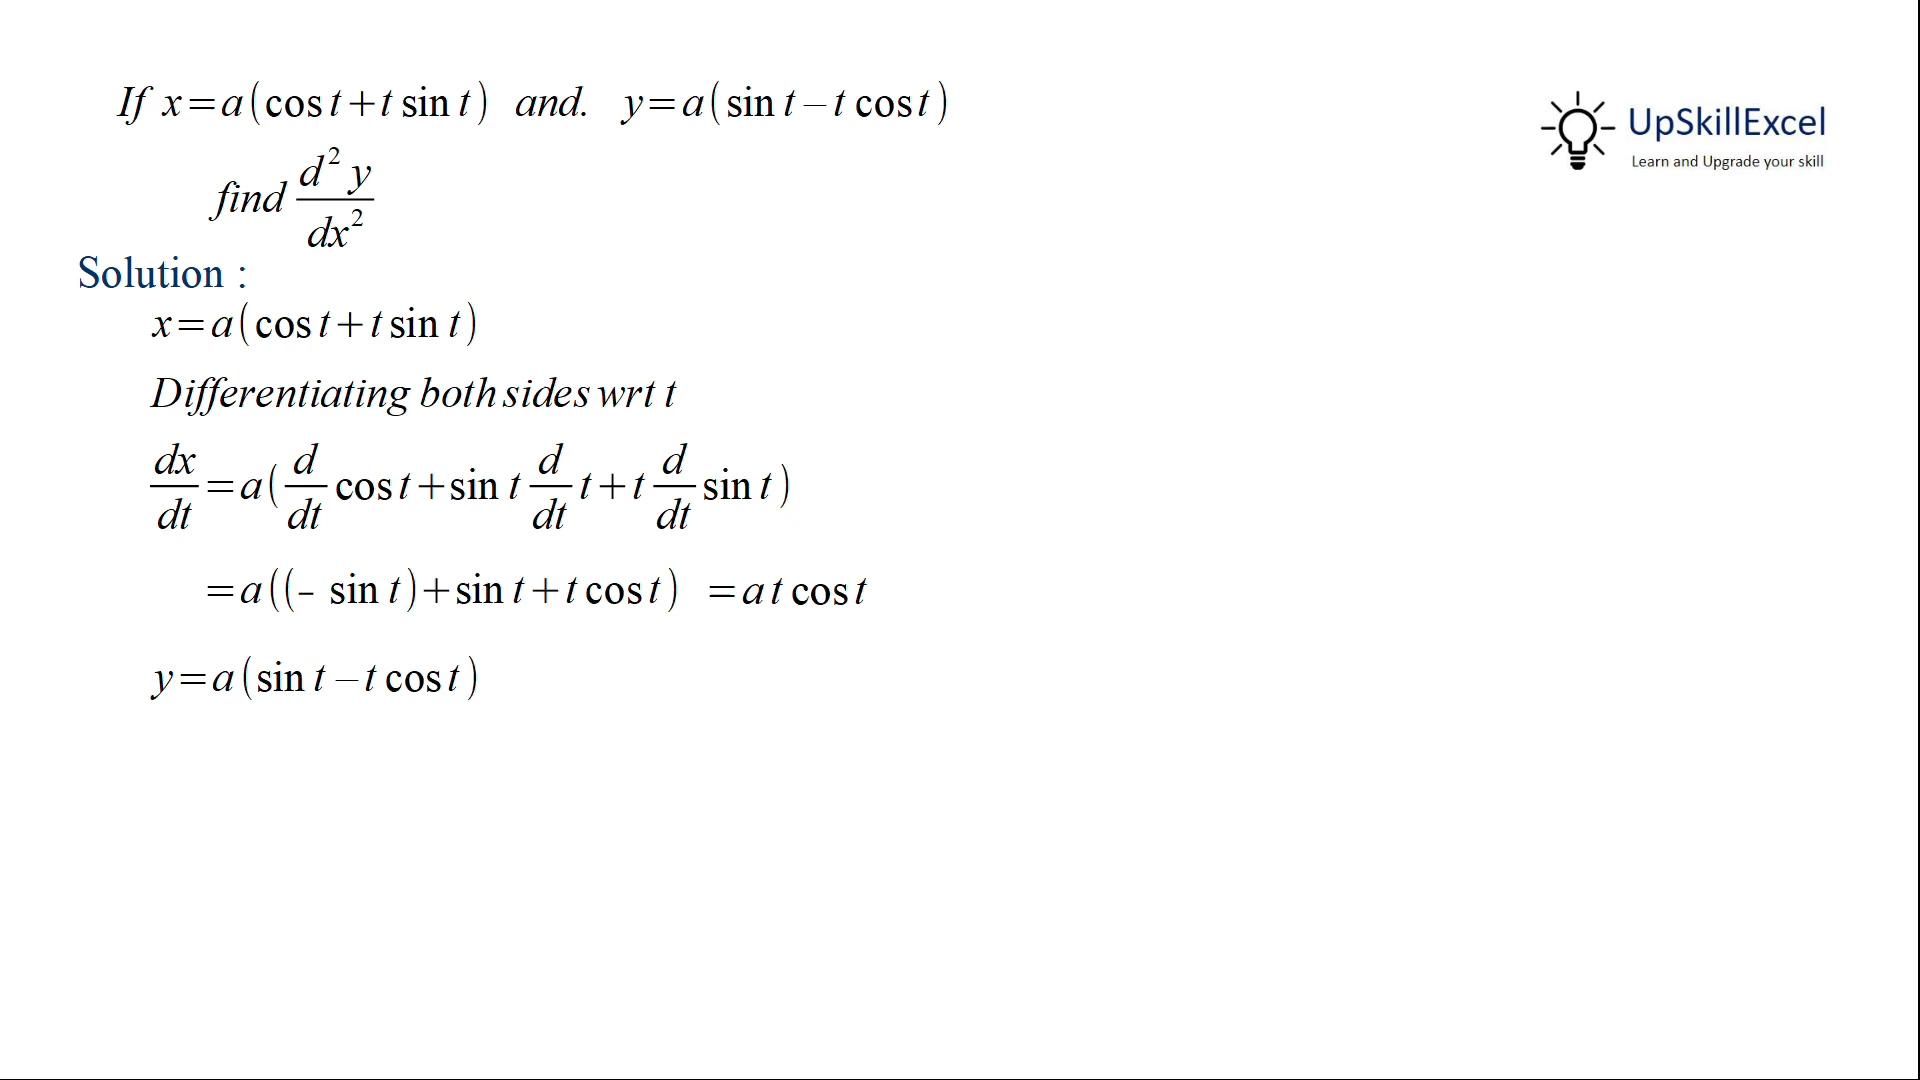 If x=a(cos t+t sin t) and. y=a(sin t−t cos t)
UpSkillExcel
Learn and Upgrade your skill
find d² y / dx²
Solution :
x=a(cos t+t sin t)
Differentiating both sides wrt t
dx/dt =a( d/dt cos t+sin t d/dt t+t d/dt sin t)
=a((– sin t)+sin t+t cos t) =a t cos t
y=a(sin t−t cos t)